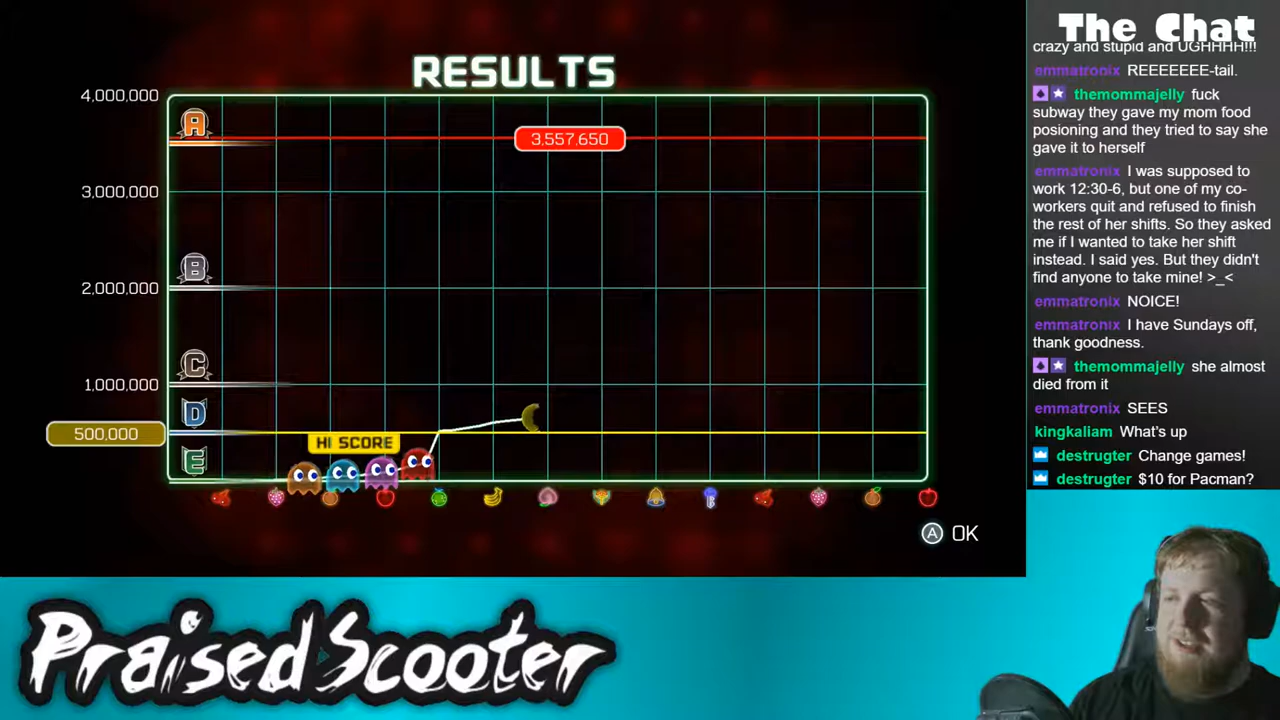 RESULTS
4,000,000
A
3,557,650
3,000,000
B
2,000,000
C
1,000,000
D
500,000
HI SCORE
E
A OK
PraisedScooter
The Chat
crazy and stupid and UGHHHH!!!
emmatronix REEEEEEE-tail.
themommajelly fuck
subway they gave my mom food
posioning and they tried to say she
gave it to herself
emmatronix I was supposed to
work 12:30-6, but one of my co-
workers quit and refused to finish
the rest of her shifts. So they asked
me if I wanted to take her shift
instead. I said yes. But they didn't
find anyone to take mine! >_<
emmatronix NOICE!
emmatronix I have Sundays off,
thank goodness.
themommajelly she almost
died from it
emmatronix SEES
kingkaliam What's up
destrugter Change games!
destrugter $10 for Pacman?